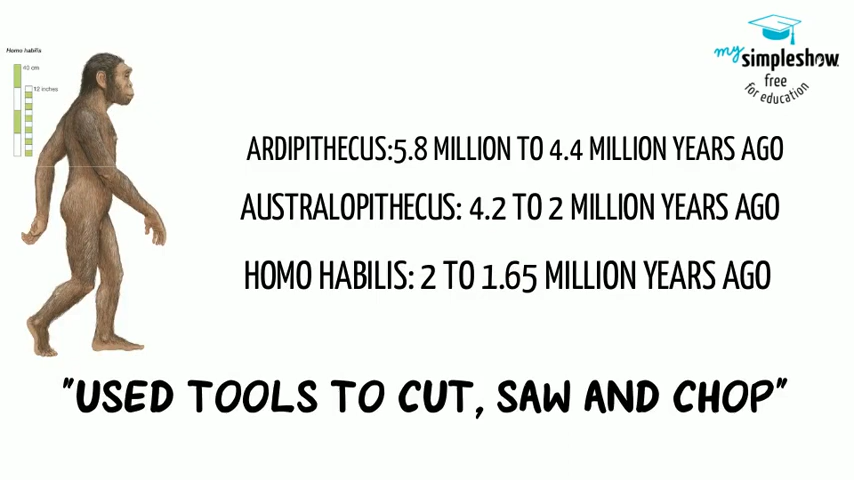 Homo habilis
40 cm
12 inches
my
simpleshow
free
for education
ARDIPITHECUS:5.8 MILLION TO 4.4 MILLION YEARS AGO
AUSTRALOPITHECUS: 4.2 TO 2 MILLION YEARS AGO
HOMO HABILIS: 2 TO 1.65 MILLION YEARS AGO
"USED TOOLS TO CUT, SAW AND CHOP"